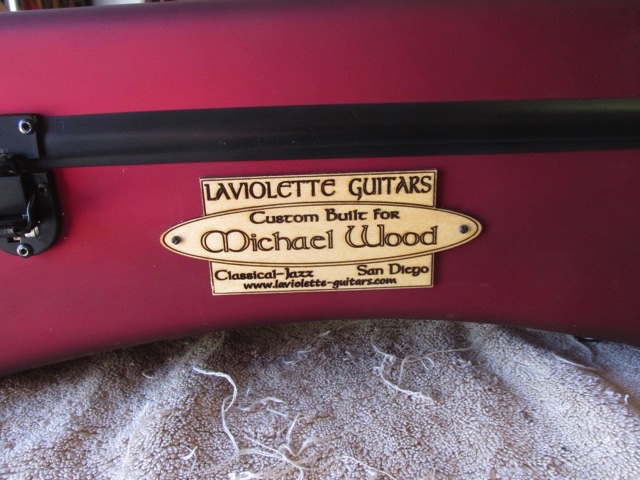 LAVIOLETTE GUITARS
Custom Built for
Michael Wood
Classical-Jazz San Diego
www.laviolette-guitars.com